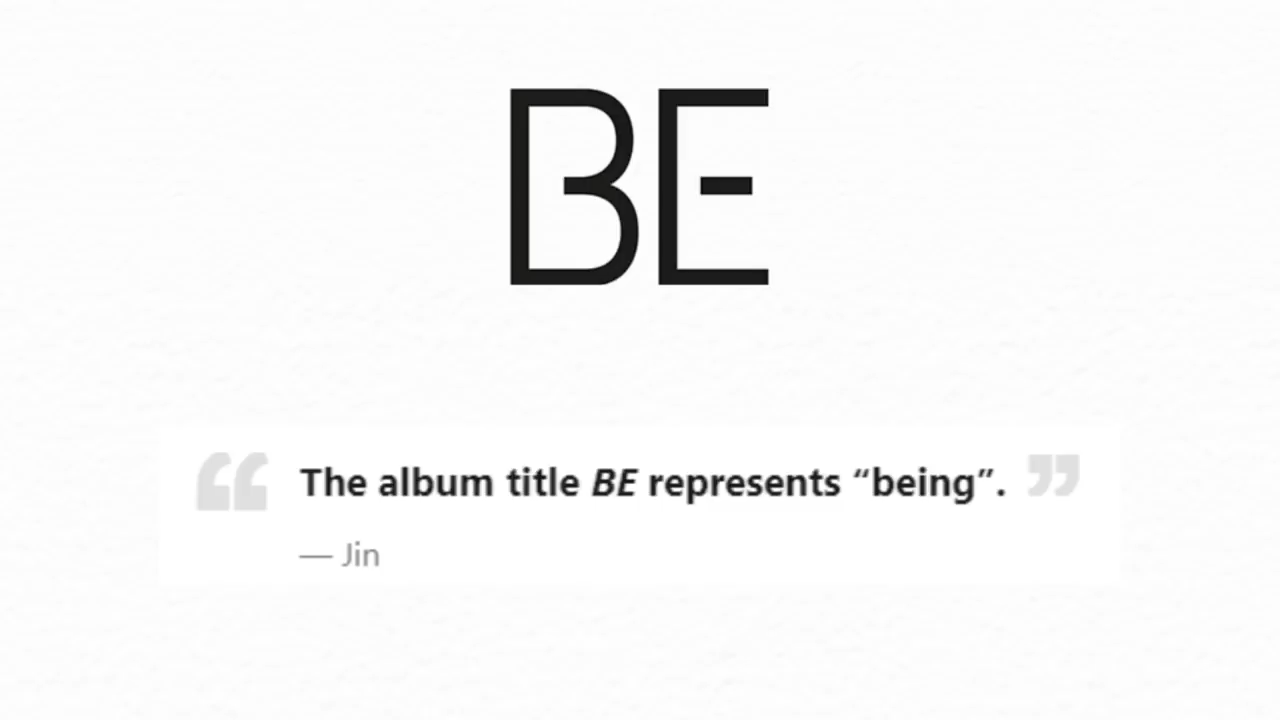 BE
“ The album title BE represents “being”. ”
— Jin